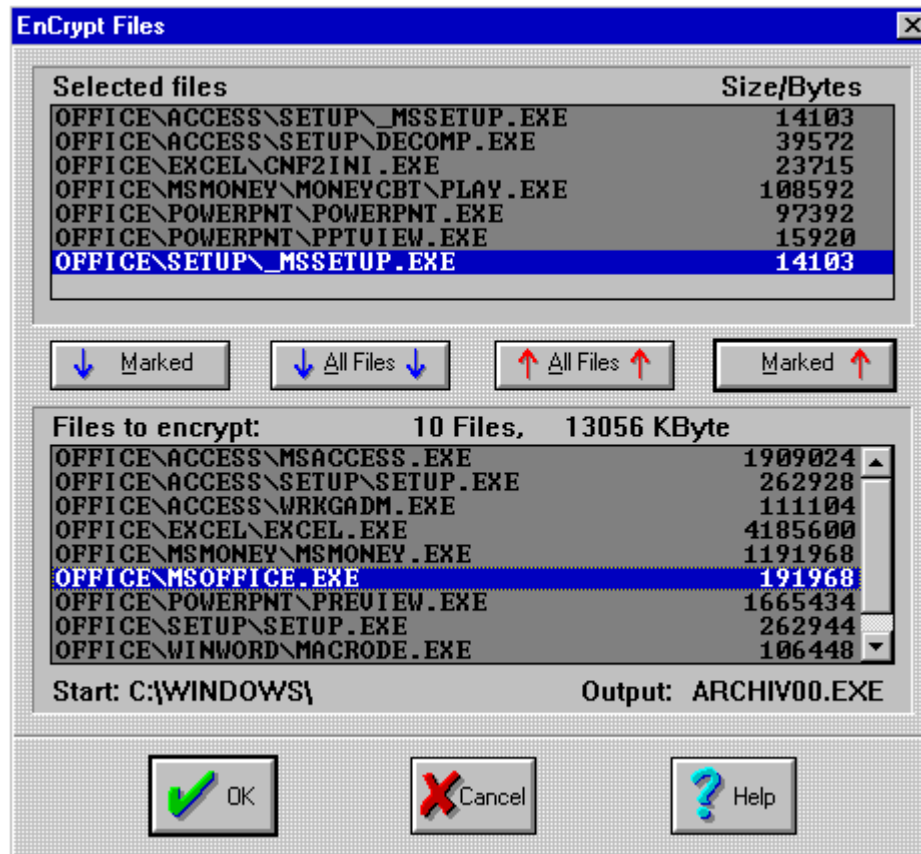 EnCrypt Files
Selected files Size/Bytes
OFFICE\ACCESS\SETUP\_MSSETUP.EXE 14103
OFFICE\ACCESS\SETUP\DECOMP.EXE 39572
OFFICE\EXCEL\CNF2INI.EXE 23715
OFFICE\MSMONEY\MONEYCBT\PLAY.EXE 108592
OFFICE\POWERPNT\POWERPNT.EXE 97392
OFFICE\POWERPNT\PPTVIEW.EXE 15920
OFFICE\SETUP\_MSSETUP.EXE 14103
Marked All Files All Files Marked
Files to encrypt: 10 Files, 13056 KByte
OFFICE\ACCESS\MSACCESS.EXE 1909024
OFFICE\ACCESS\SETUP\SETUP.EXE 262928
OFFICE\ACCESS\WRKGADM.EXE 111104
OFFICE\EXCEL\EXCEL.EXE 4185600
OFFICE\MSMONEY\MSMONEY.EXE 1191968
OFFICE\MSOFFICE.EXE 191968
OFFICE\POWERPNT\PREVIEW.EXE 1665434
OFFICE\SETUP\SETUP.EXE 262944
OFFICE\WINWORD\MACRODE.EXE 106448
Start: C:\WINDOWS\ Output: ARCHIV00.EXE
OK Cancel Help